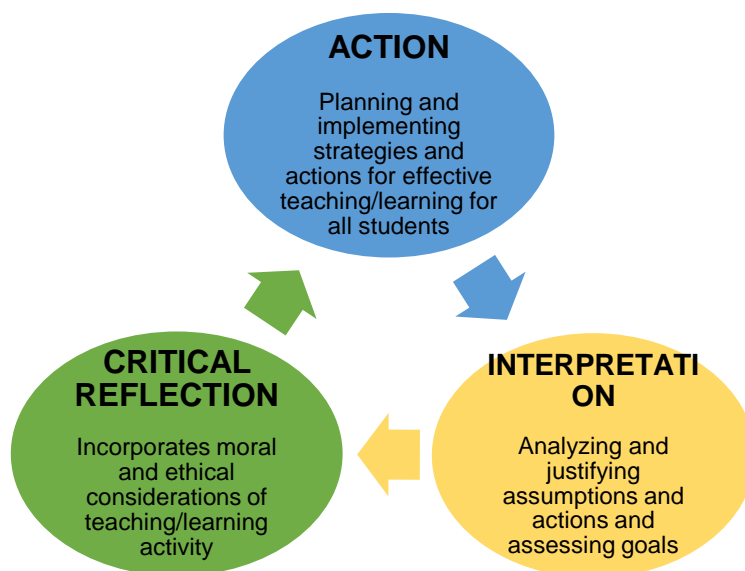 ACTION
Planning and
implementing
strategies and
actions for effective
teaching/learning for
all students
CRITICAL
REFLECTION
Incorporates moral
and ethical
considerations of
teaching/learning
activity
INTERPRETATI
ON
Analyzing and
justifying
assumptions and
actions and
assessing goals